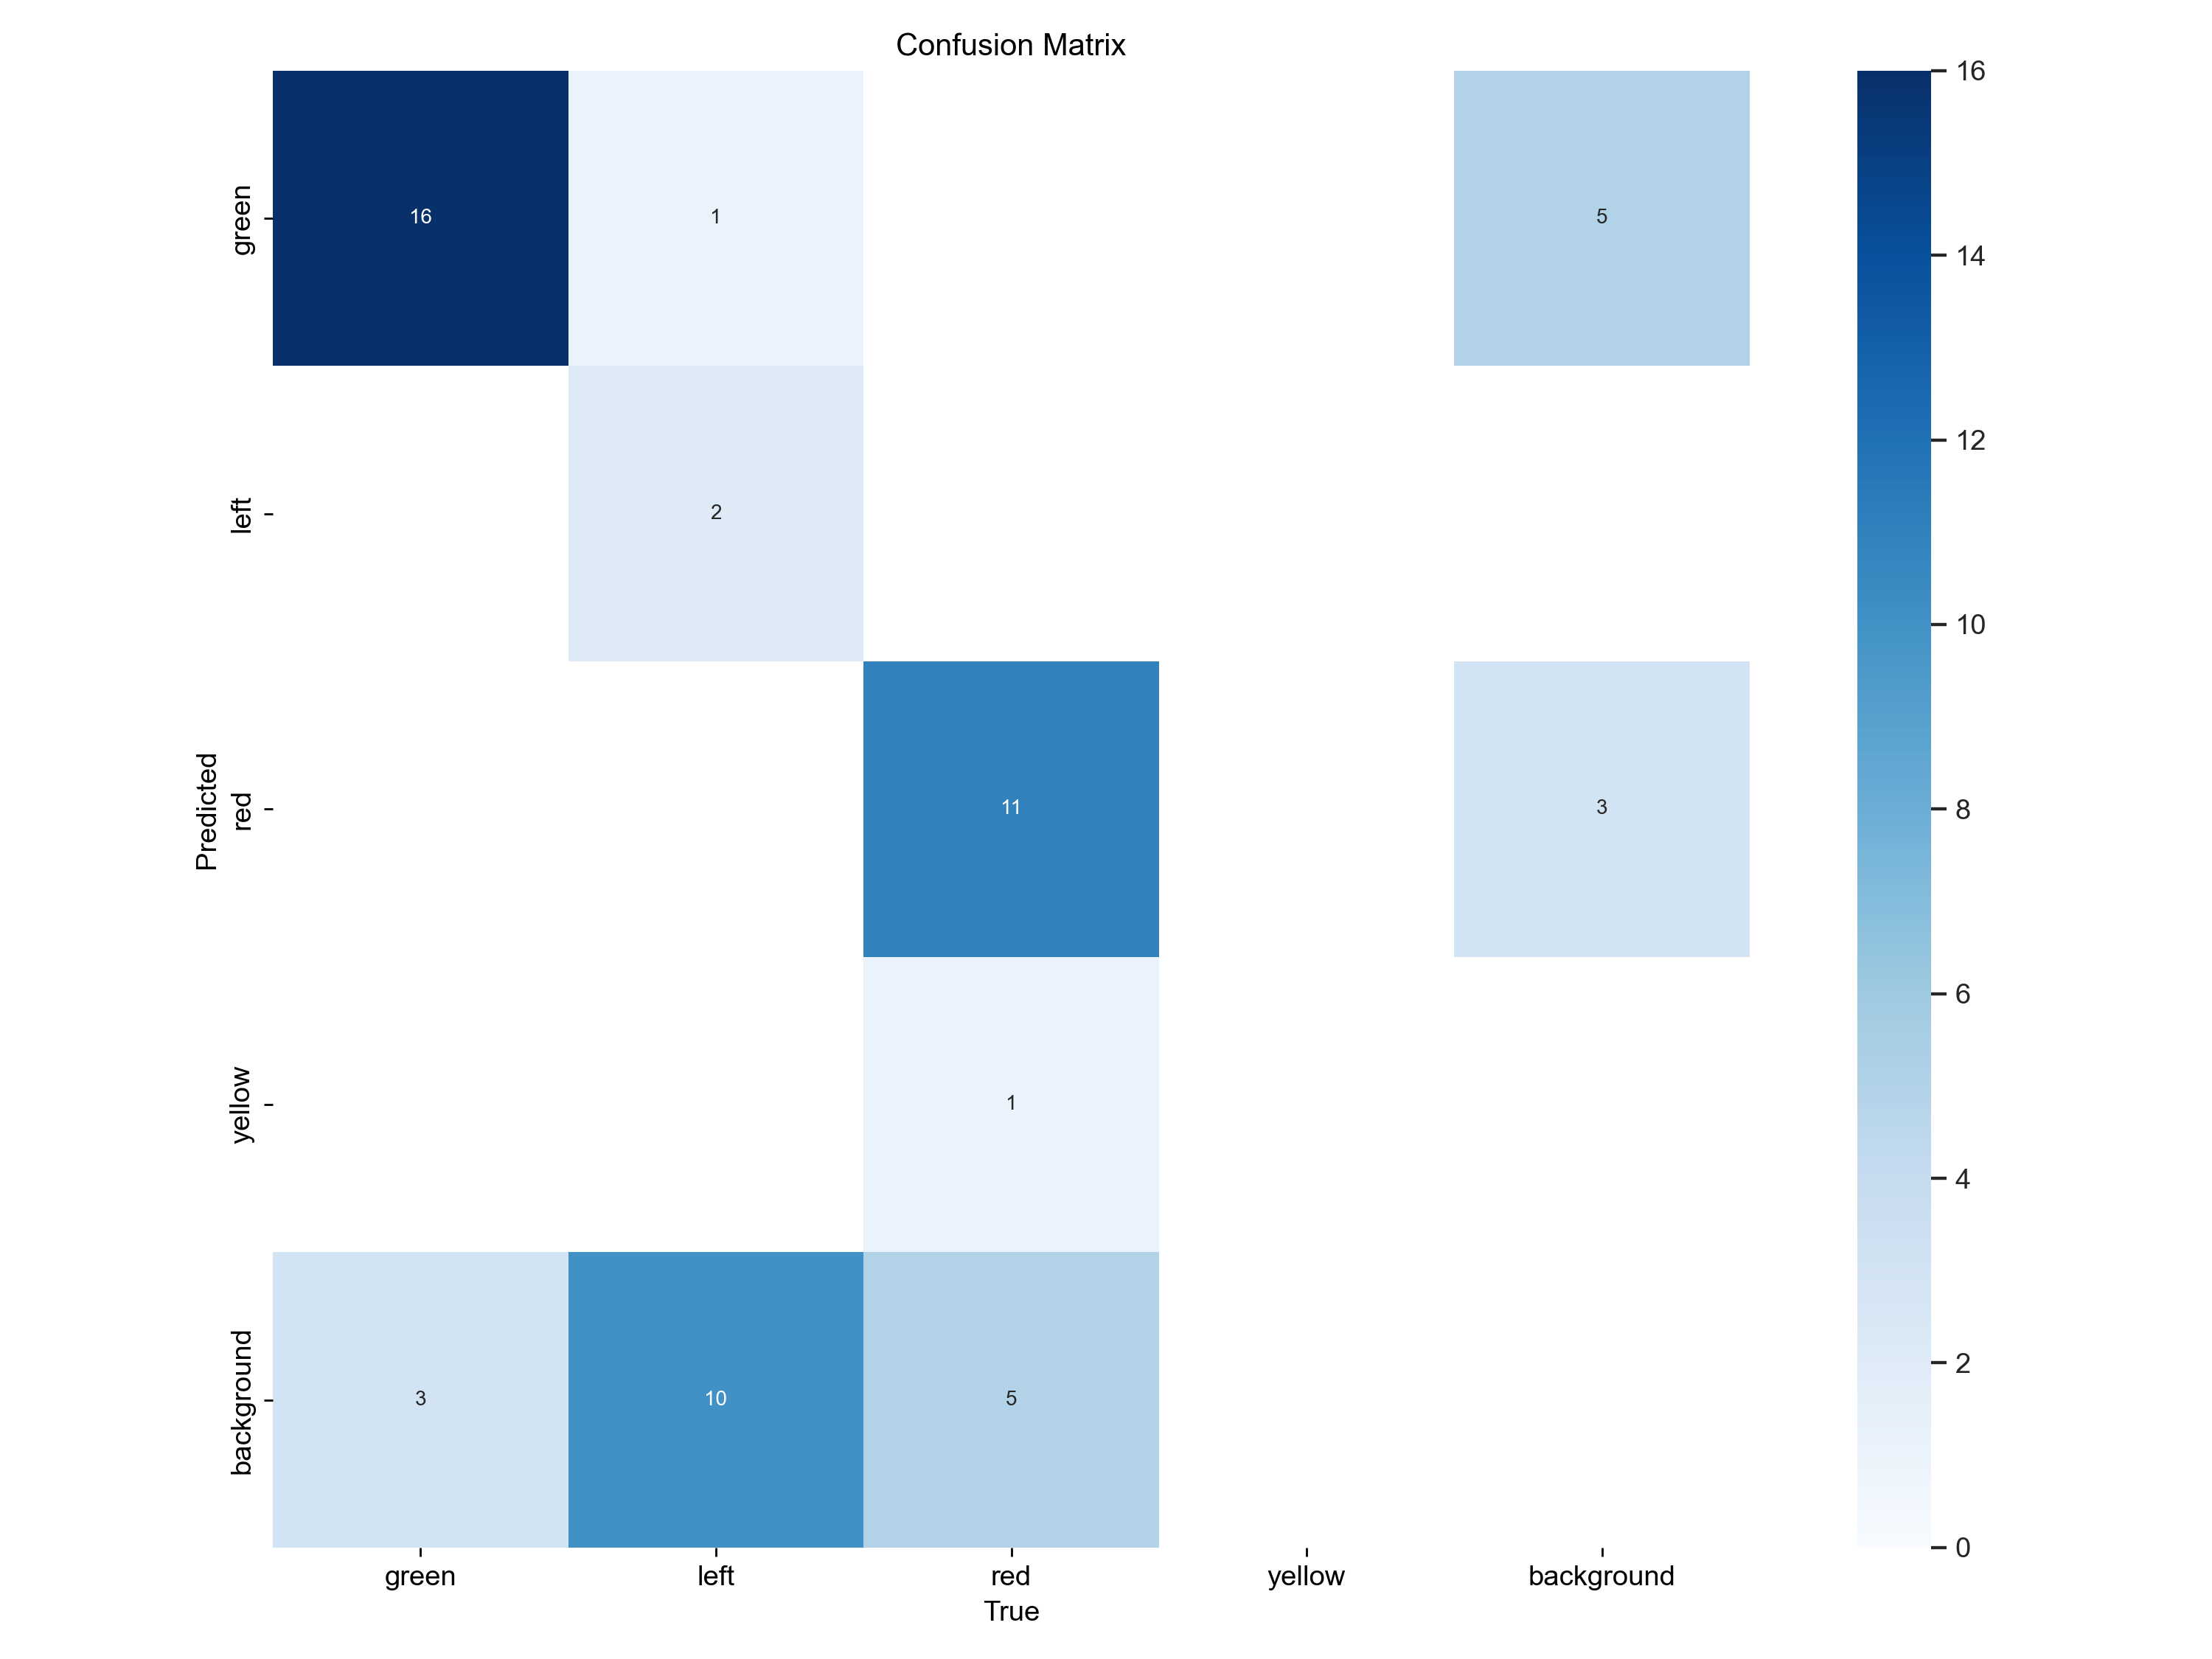 Confusion Matrix
green
16
1
5
left
2
Predicted
red
11
3
yellow
1
background
3
10
5
green
left
red
yellow
background
True
16
14
12
10
8
6
4
2
0